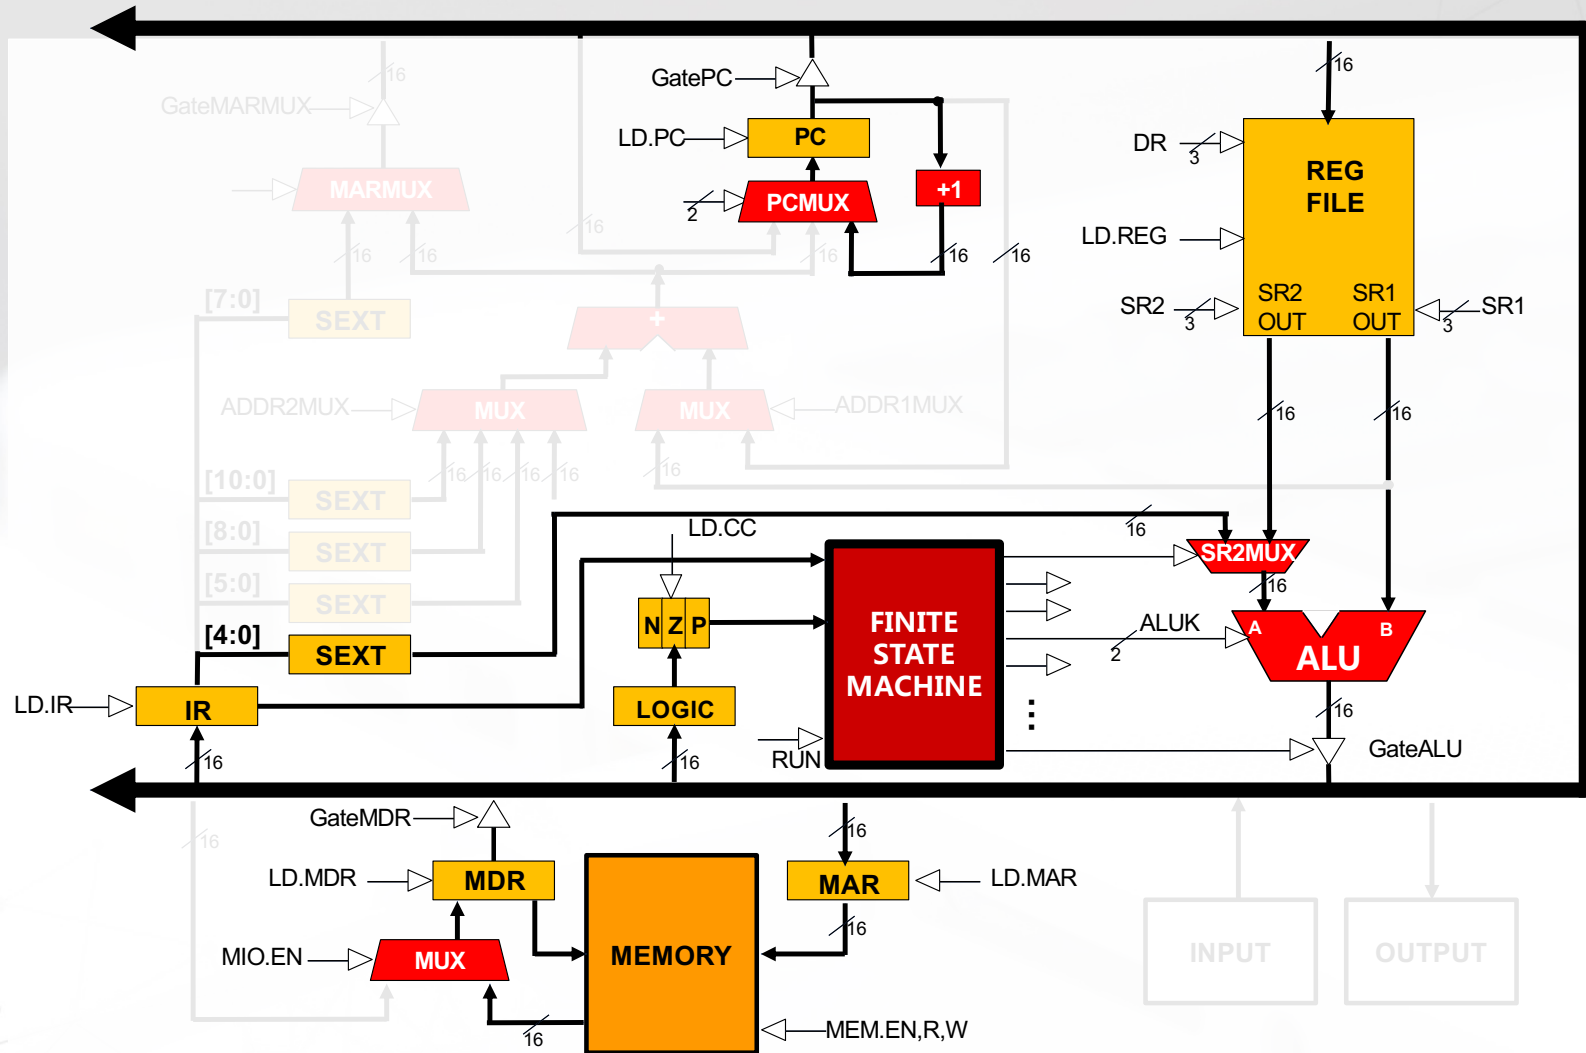 16
GatePC
16
GateMARMUX
LD.PC
PC
DR
3
REG
FILE
MARMUX
2
PCMUX
+1
16
16
16
16
16
16
LD.REG
[7:0]
SEXT
+
SR2
3
SR2
OUT
SR1
OUT
3
SR1
ADDR2MUX
MUX
MUX
ADDR1MUX
16
16
[10:0]
SEXT
16
16
16
16
16
[8:0]
SEXT
LD.CC
16
SR2MUX
[5:0]
SEXT
16
N Z P
FINITE
STATE
MACHINE
ALUK
2
A
B
ALU
[4:0]
SEXT
LD.IR
IR
LOGIC
16
16
16
RUN
⋮
GateALU
GateMDR
16
16
LD.MDR
MDR
MAR
LD.MAR
16
MIO.EN
MUX
MEMORY
INPUT
OUTPUT
16
MEM.EN,R,W